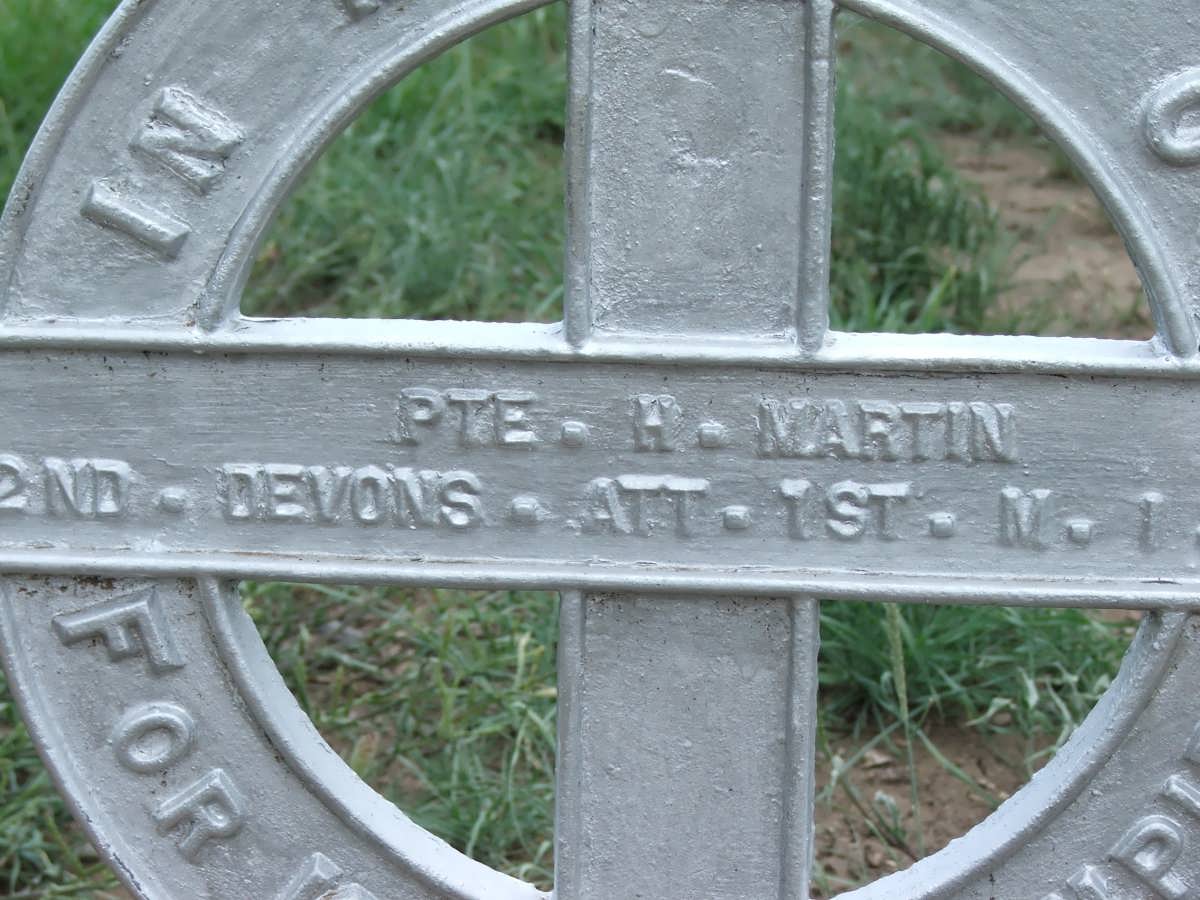 IN
PTE. H. MARTIN
2ND. DEVONS. ATT. 1ST. M. I.
FOR